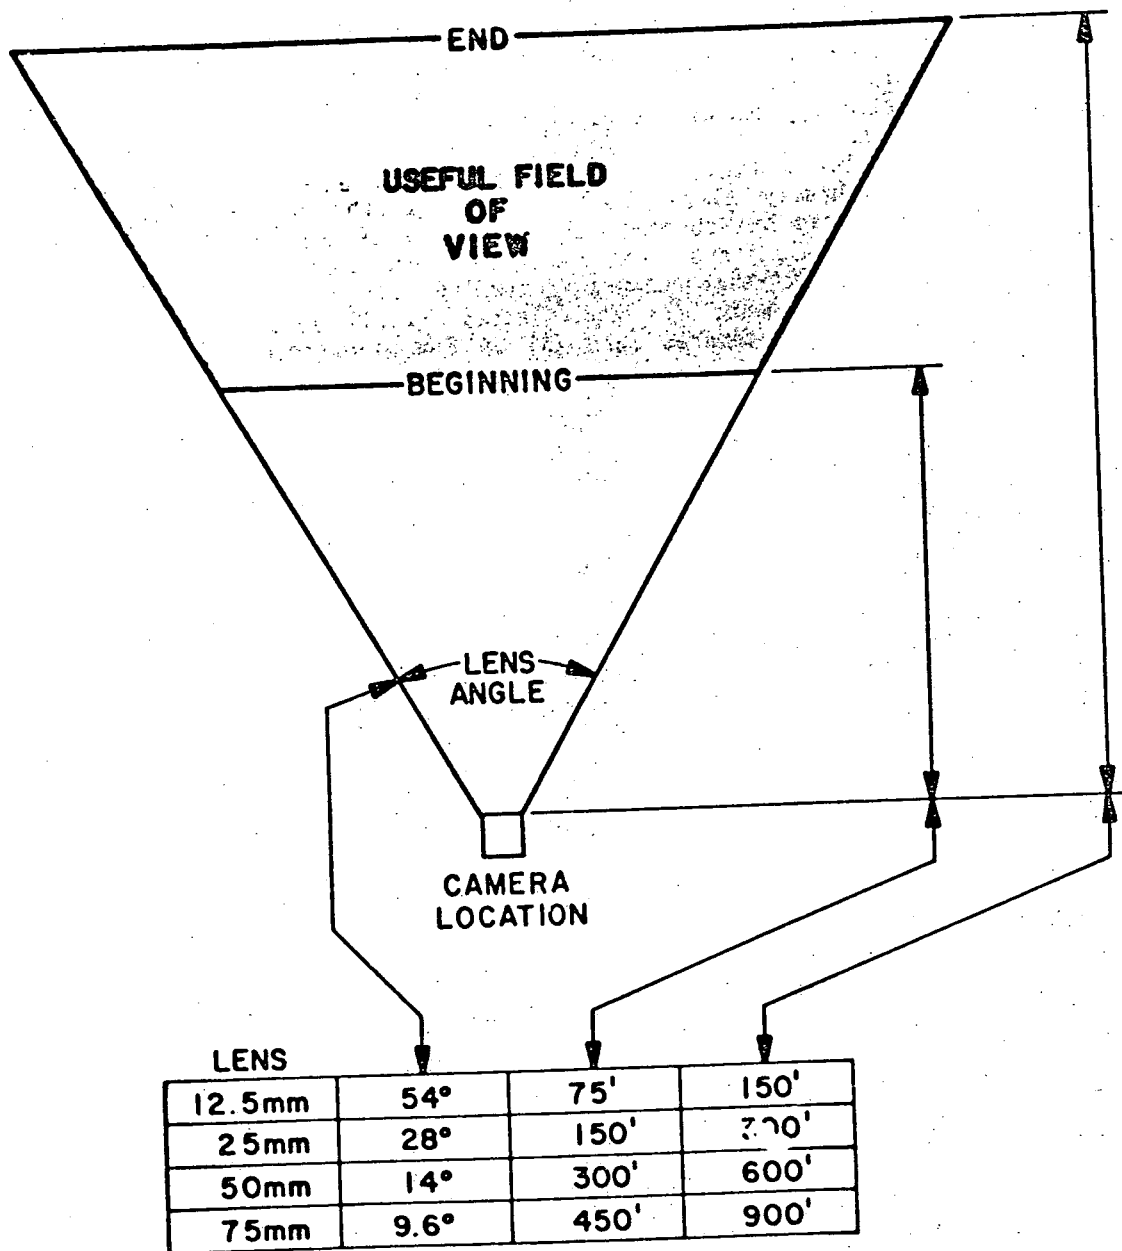 END
USEFUL FIELD
OF
VIEW
BEGINNING
LENS
ANGLE
CAMERA
LOCATION
LENS
12.5mm 54° 75' 150'
25mm 28° 150'
50mm 14° 300' 600'
75mm 9.6° 450' 900'